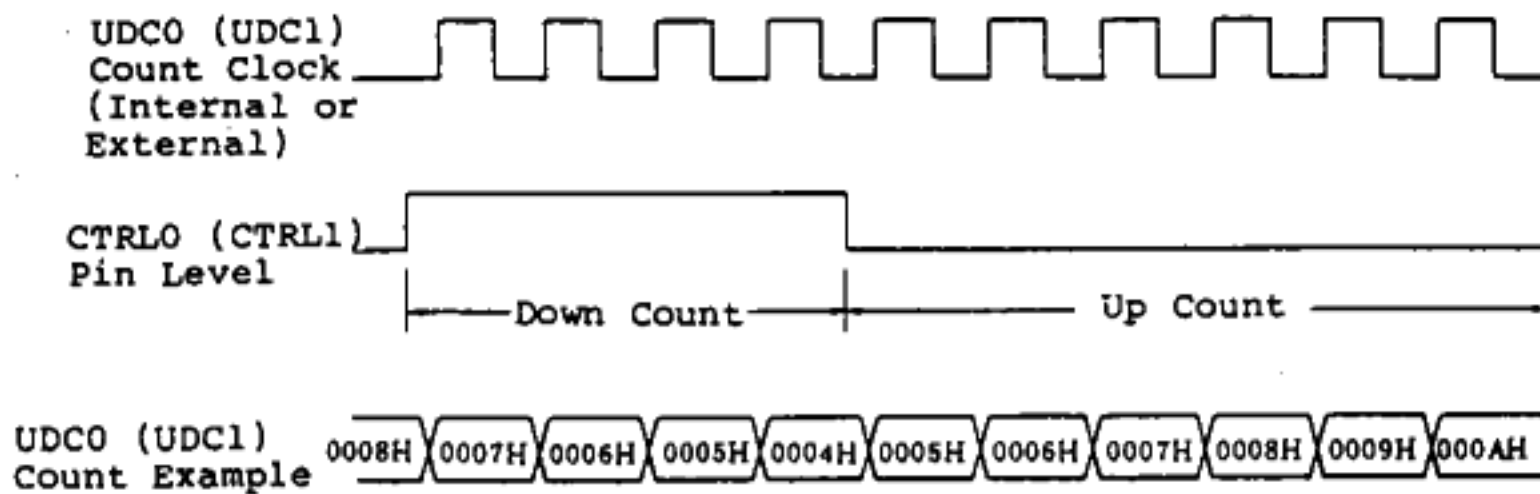 UDC0 (UDC1)
Count Clock
(Internal or
External)
CTRL0 (CTRL1)
Pin Level
Down Count
Up Count
UDC0 (UDC1)
Count Example
0008H 0007H 0006H 0005H 0004H 0005H 0006H 0007H 0008H 0009H 000AH